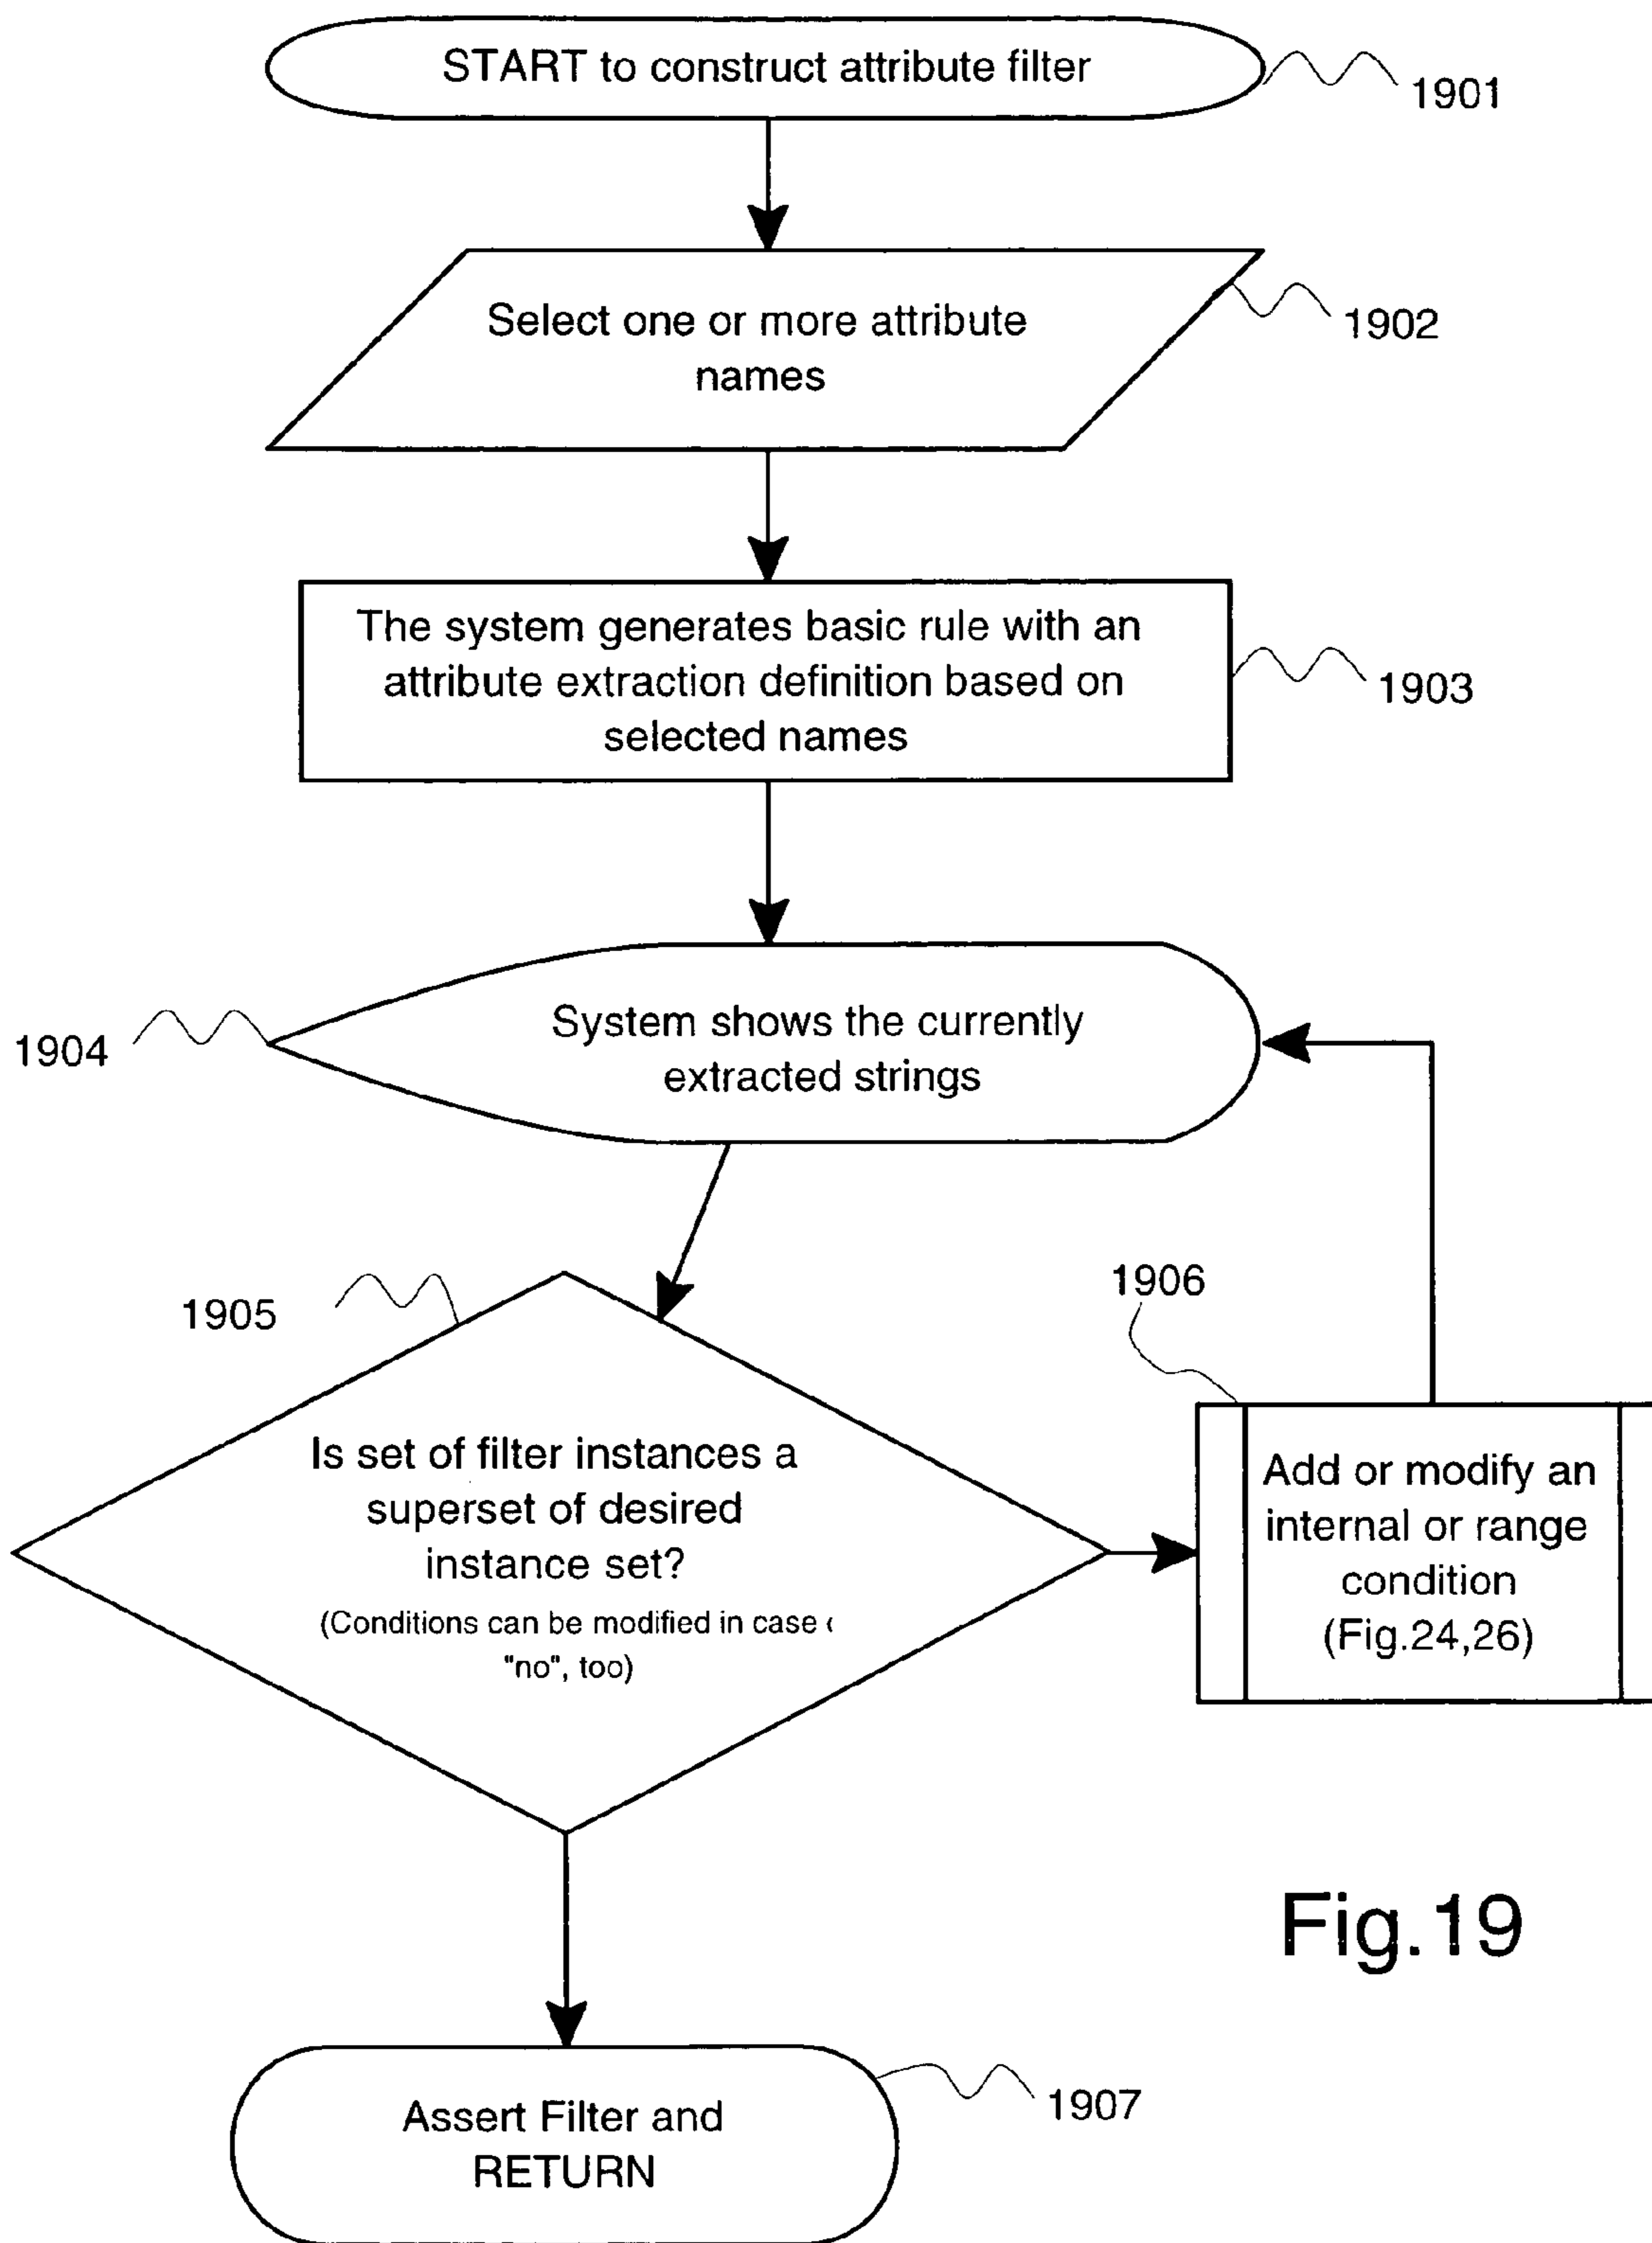 START to construct attribute filter
1901
Select one or more attribute
names
1902
The system generates basic rule with an
attribute extraction definition based on
selected names
1903
System shows the currently
extracted strings
1904
1905
Is set of filter instances a
superset of desired
instance set?
(Conditions can be modified in case
"no", too)
1906
Add or modify an
internal or range
condition
(Fig.24,26)
Fig.19
Assert Filter and
RETURN
1907